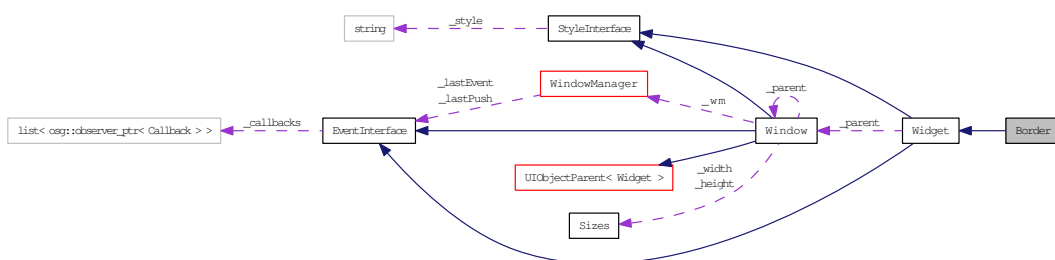 string
_style
StyleInterface
_lastEvent
_lastPush
WindowManager
_parent
_wm
list< osg::observer_ptr< Callback > >
_callbacks
EventInterface
Window
_parent
Widget
Border
UIObjectParent< Widget >
_width
_height
Sizes